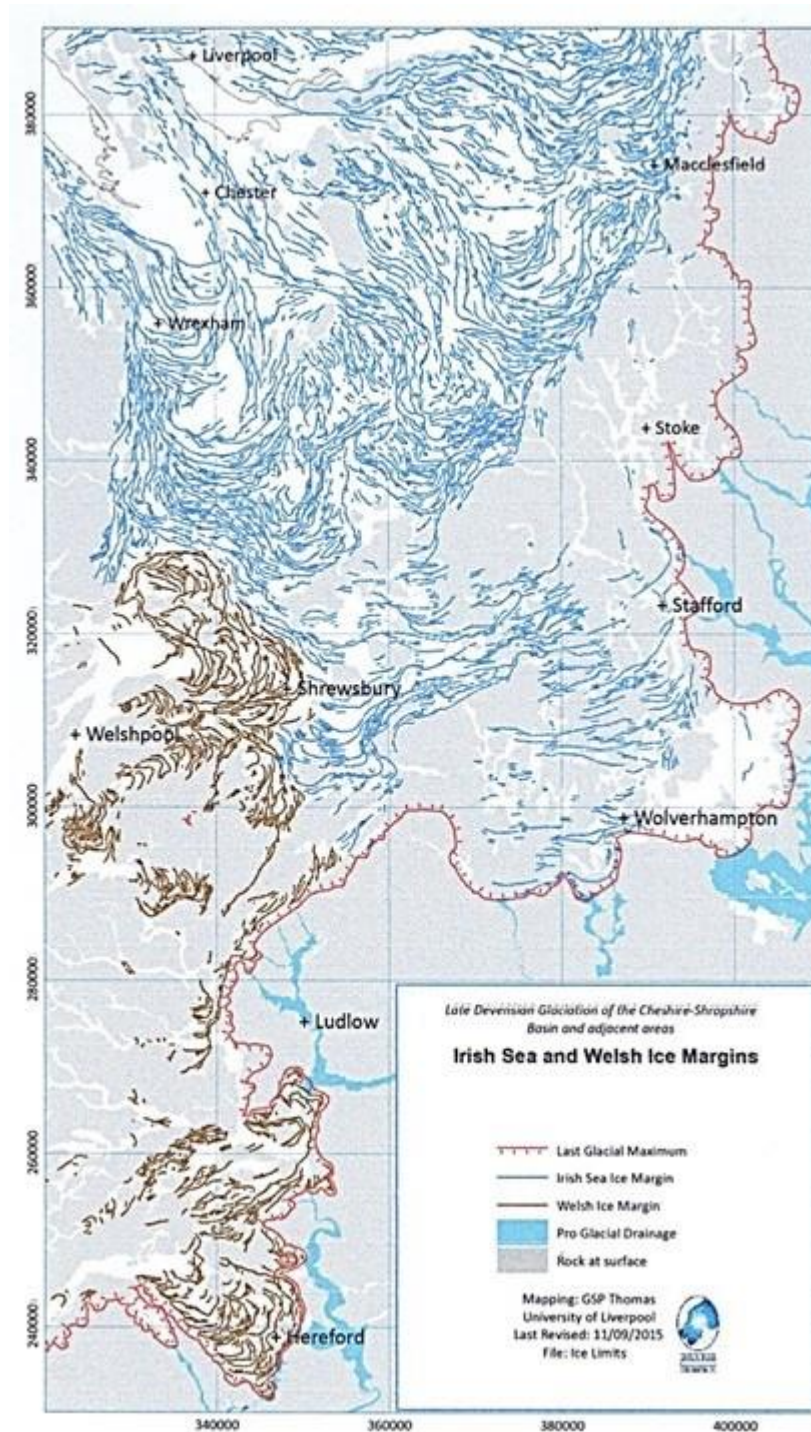 Liverpool
380000
Macclesfield
Chester
360000
Wrexham
Stoke
340000
Stafford
320000
Shrewsbury
Welshpool
300000
Wolverhampton
280000
Ludlow
Late Devensian Glaciation of the Cheshire-Shropshire
Basin and adjacent areas
Irish Sea and Welsh Ice Margins
260000
Last Glacial Maximum
Irish Sea Ice Margin
Welsh Ice Margin
Pro Glacial Drainage
Rock at surface
Mapping: GSP Thomas
University of Liverpool
Last Revised: 11/09/2015
File: Ice Limits
240000
Hereford
340000 360000 380000 400000